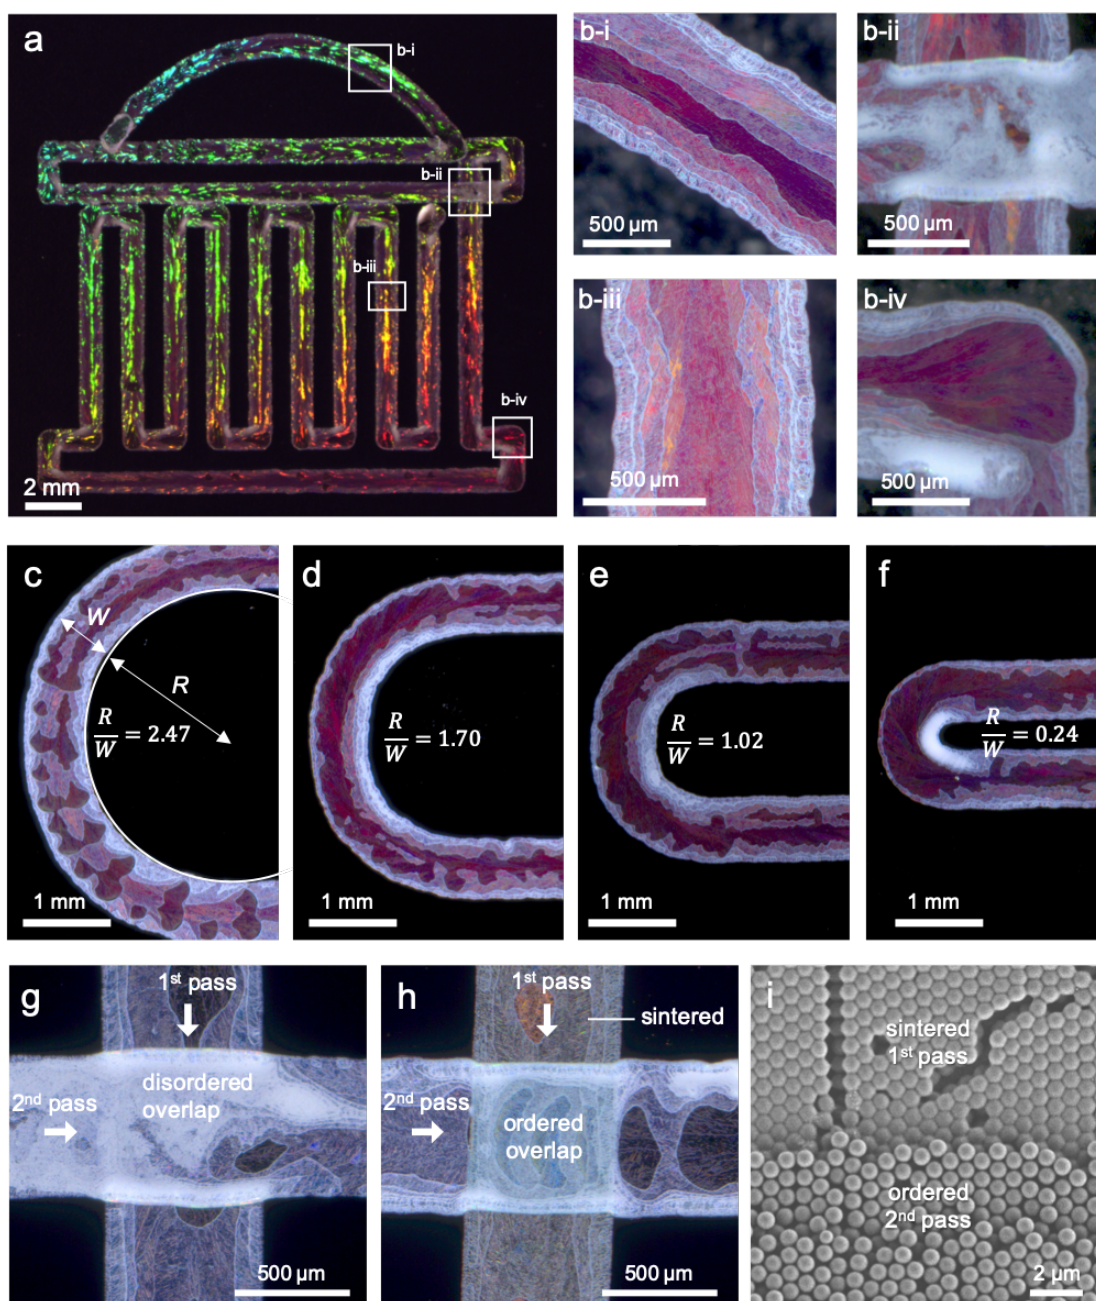 a
b-i
b-ii
b-iii
b-iv
2 mm
b-i
500 µm
b-ii
500 µm
b-iii
500 µm
b-iv
500 µm
c
W
R
R/W = 2.47
1 mm
d
R/W = 1.70
1 mm
e
R/W = 1.02
1 mm
f
R/W = 0.24
1 mm
g
1st pass
disordered
overlap
2nd pass
500 µm
h
1st pass
sintered
2nd pass
ordered
overlap
500 µm
i
sintered
1st pass
ordered
2nd pass
2 µm